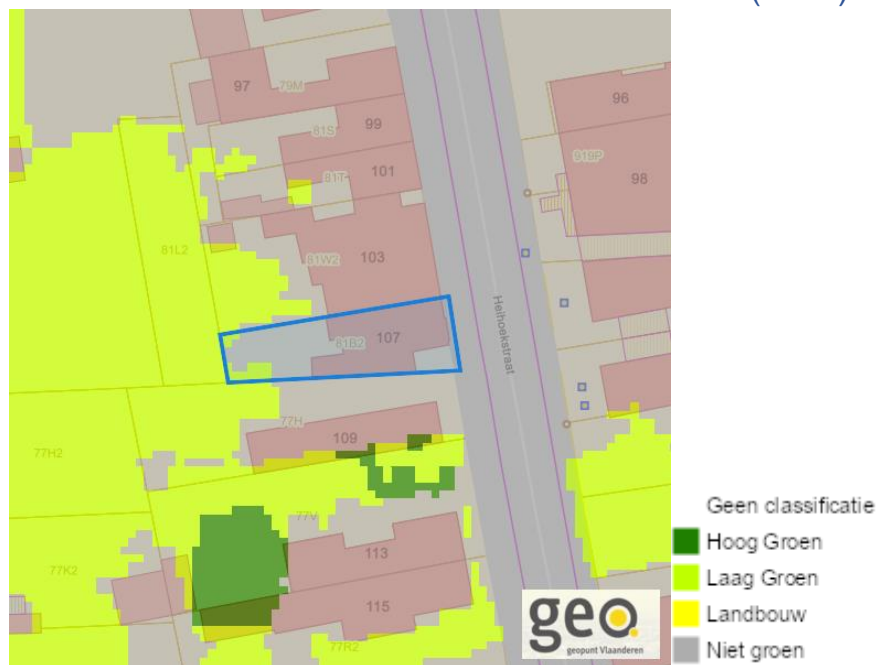 97
79M
96
99
81S
919P
101
98
81T
81L2
103
81W2
Heihoekstraat
107
81B2
77H
109
77H2
77V
113
77K2
115
77R2
geo
geopunt Vlaanderen
Geen classificatie
Hoog Groen
Laag Groen
Landbouw
Niet groen